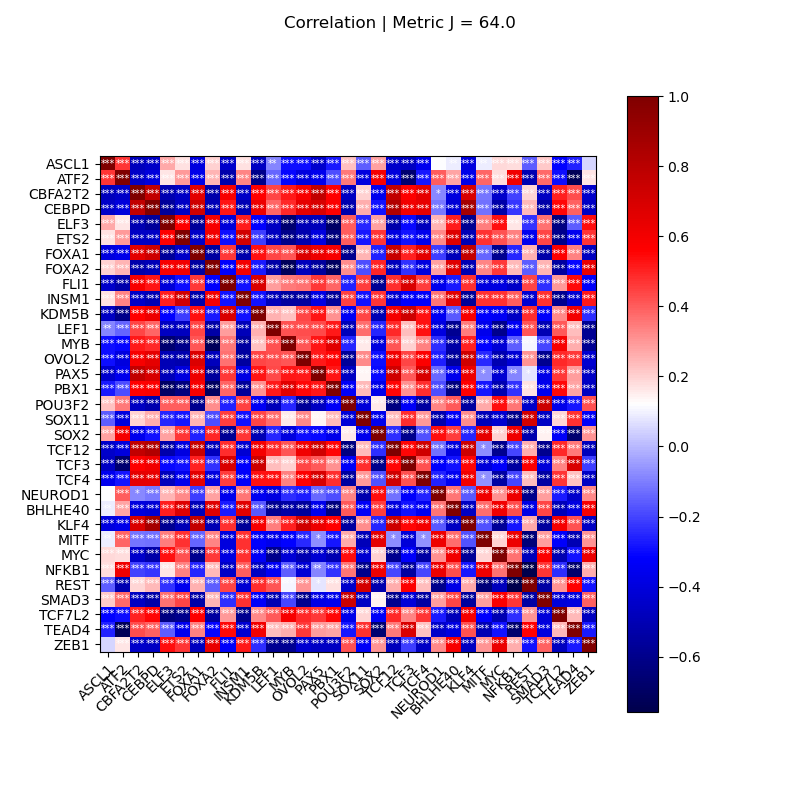 Correlation | Metric J = 64.0
ASCL1
ATF2
CBFA2T2
CEBPD
ELF3
ETS2
FOXA1
FOXA2
FLI1
INSM1
KDM5B
LEF1
MYB
OVOL2
PAX5
PBX1
POU3F2
SOX11
SOX2
TCF12
TCF3
TCF4
NEUROD1
BHLHE40
KLF4
MITF
MYC
NFKB1
REST
SMAD3
TCF7L2
TEAD4
ZEB1
ASCL1 ATF2 CBFA2T2 CEBPD ELF3 ETS2 FOXA1 FOXA2 FLI1 INSM1 KDM5B LEF1 MYB OVOL2 PAX5 PBX1 POU3F2 SOX11 SOX2 TCF12 TCF3 TCF4 NEUROD1 BHLHE40 KLF4 MITF MYC NFKB1 REST SMAD3 TCF7L2 TEAD4 ZEB1
1.0
0.8
0.6
0.4
0.2
0.0
−0.2
−0.4
−0.6